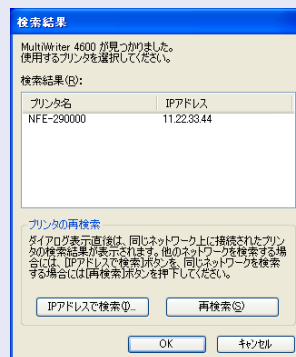 検索結果
MultiWriter 4600 が見つかりました。
使用するプリンタを選択してください。
検索結果(R):
プリンタ名 IPアドレス
NFE-290000 11.22.33.44
プリンタの再検索
ダイアログ表示直後は、同じネットワーク上に接続されたプリン
タの検索結果が表示されます。他のネットワークを検索する場
合には、[IPアドレスで検索]ボタンを、同じネットワークを検索
する場合には[再検索]ボタンを押下してください。
IPアドレスで検索(I)... 再検索(S)
OK キャンセル